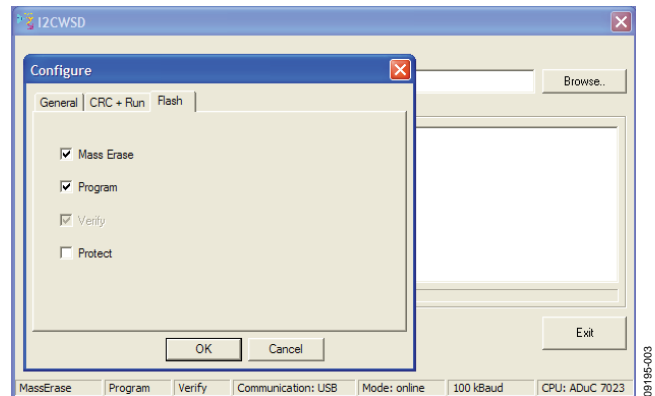 I2CWSD
Configure
Browse..
General CRC + Run Flash
Mass Erase
Program
Verify
Protect
Exit
OK Cancel
MassErase Program Verify Communication: USB Mode: online 100 kBaud CPU: ADuC 7023
09195-003